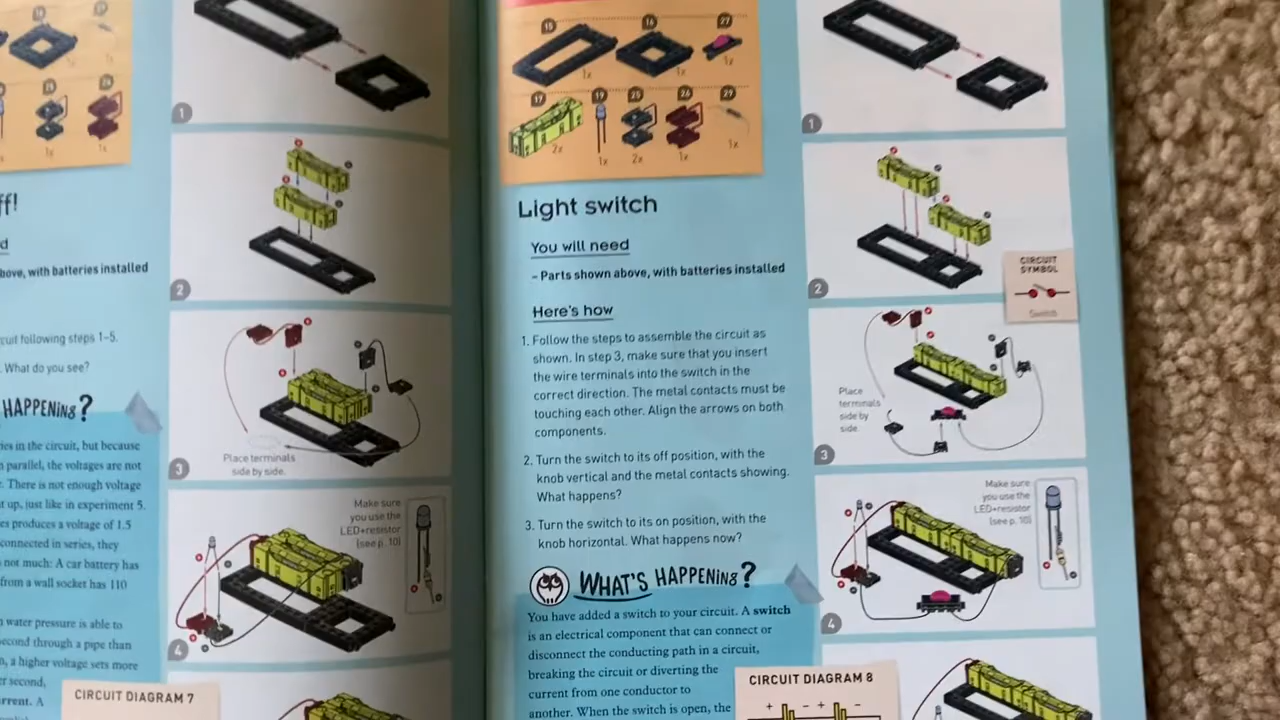 ff!
d
bove, with batteries installed
cuit following steps 1–5.
. What do you see?
HAPPENING?
ies in the circuit, but because
n parallel, the voltages are not
. There is not enough voltage
t up, just like in experiment 5.
es produces a voltage of 1.5
connected in series, they
not much: A car battery has
from a wall socket has 110
n water pressure is able to
econd through a pipe than
n, a higher voltage sets more
er second,
rrent. A
CIRCUIT DIAGRAM 7
1x
1x
1
2
3
Place terminals
side by side.
4
Make sure
you use the
LED+resistor
(see p. 10)
15
16
27
1x
1x
1x
17
19
25
26
29
2x
1x
2x
1x
1x
Light switch
You will need
– Parts shown above, with batteries installed
Here's how
1. Follow the steps to assemble the circuit as
shown. In step 3, make sure that you insert
the wire terminals into the switch in the
correct direction. The metal contacts must be
touching each other. Align the arrows on both
components.
2. Turn the switch to its off position, with the
knob vertical and the metal contacts showing.
What happens?
3. Turn the switch to its on position, with the
knob horizontal. What happens now?
WHAT'S HAPPENING?
You have added a switch to your circuit. A switch
is an electrical component that can connect or
disconnect the conducting path in a circuit,
breaking the circuit or diverting the
current from one conductor to
another. When the switch is open, the
CIRCUIT DIAGRAM 8
+ – + –
1
2
CIRCUIT
SYMBOL
Switch
3
Place
terminals
side by
side.
4
Make sure
you use the
LED+resistor
(see p. 10)